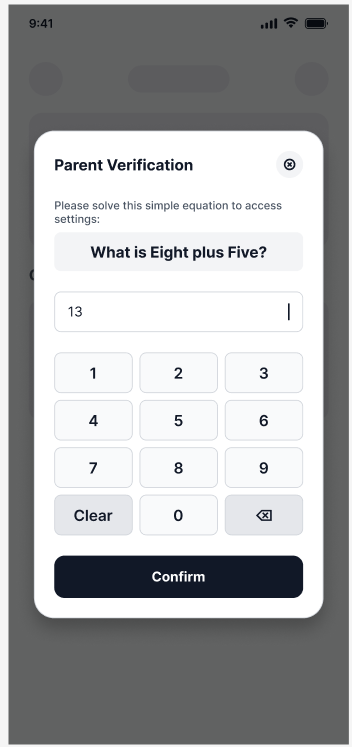 9:41
Parent Verification
Please solve this simple equation to access
settings:
What is Eight plus Five?
13
1 2 3
4 5 6
7 8 9
Clear 0
Confirm